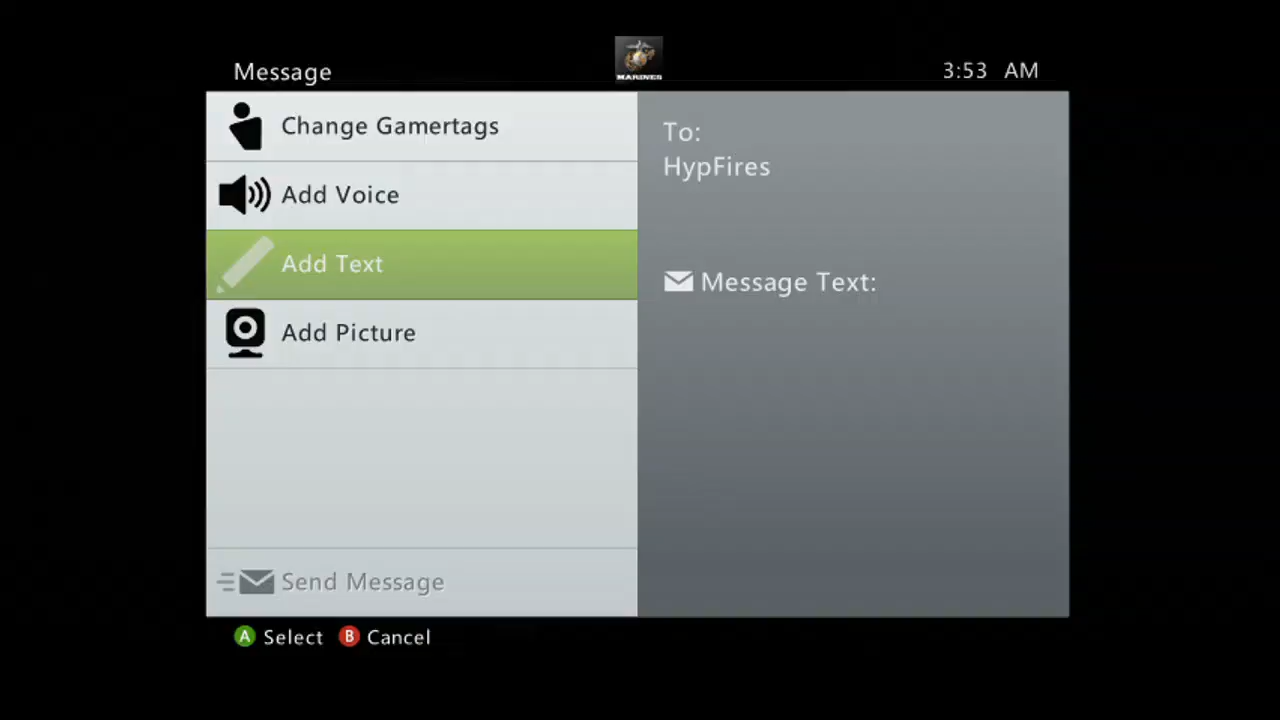 Message
MARINES
3:53 AM
Change Gamertags
Add Voice
Add Text
Add Picture
Send Message
To:
HypFires
Message Text:
A Select B Cancel